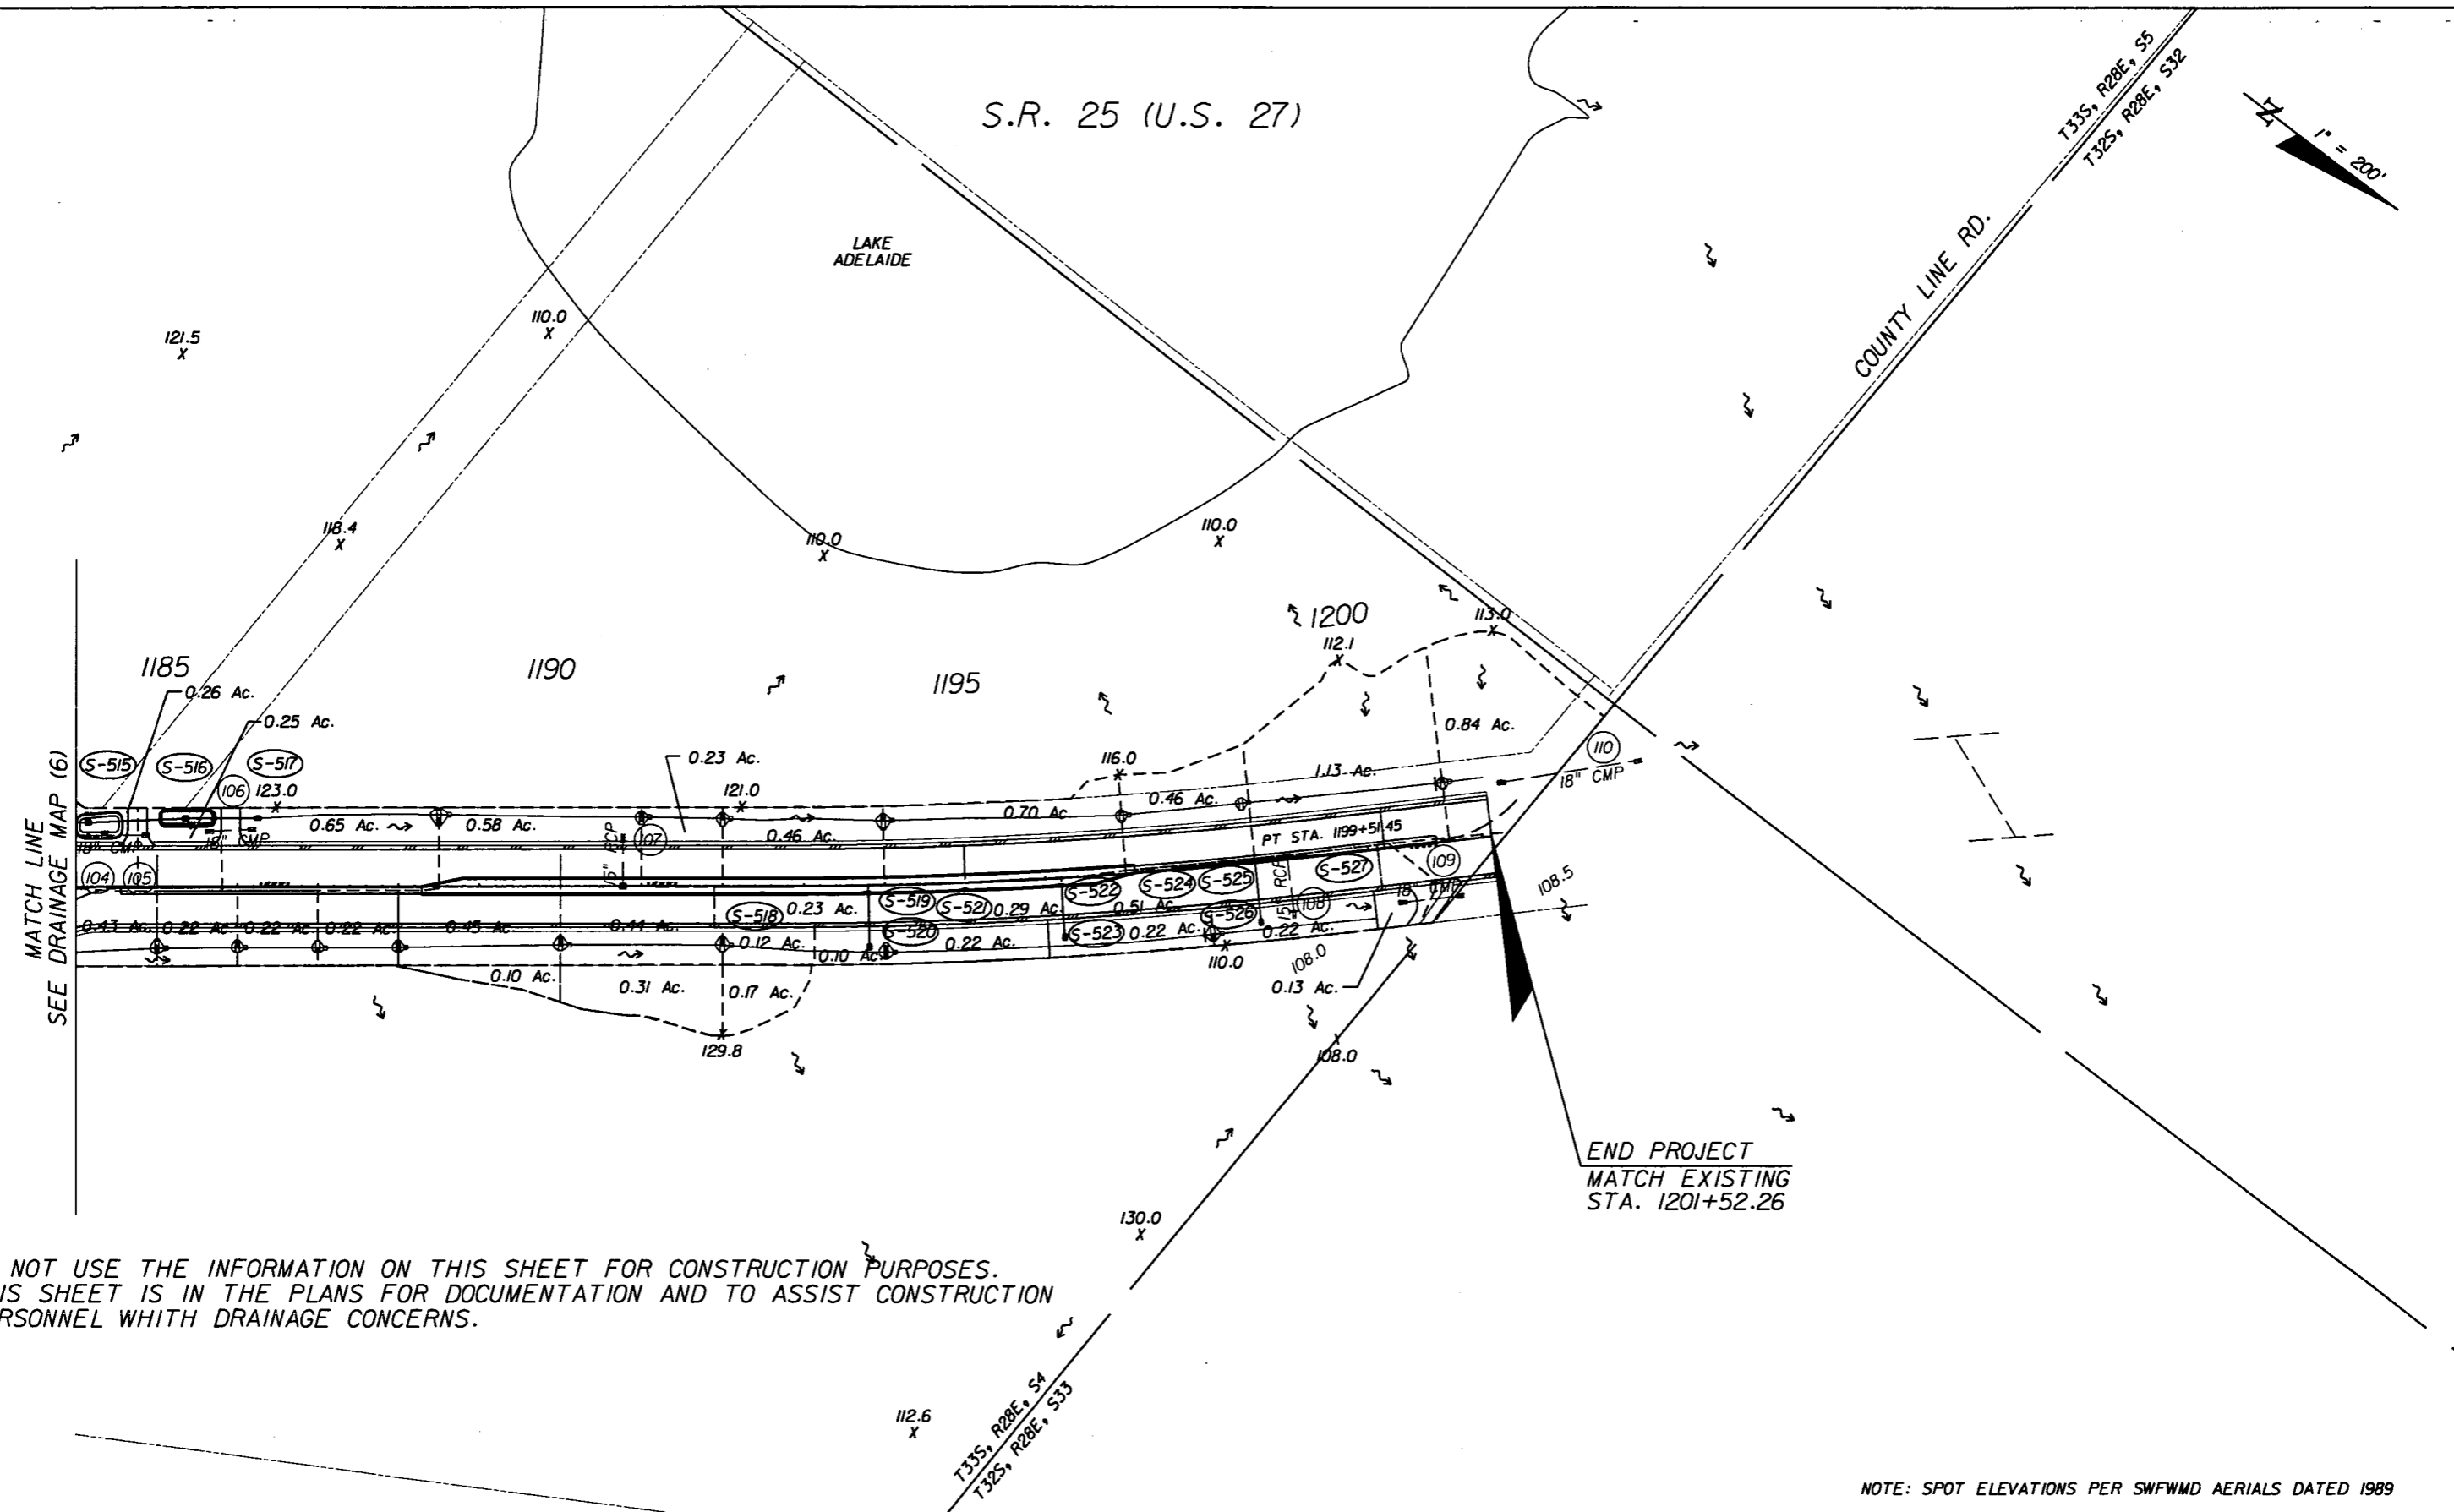 S.R. 25 (U.S. 27)
T33S, R28E, S5
T32S, R28E, S32
N
1" = 200'
COUNTY LINE RD.
LAKE
ADELAIDE
110.0
X
121.5
X
118.4
X
110.0
X
110.0
X
1200
112.1
X
113.0
X
1185
1190
1195
0.26 Ac.
0.25 Ac.
0.84 Ac.
S-515
S-516
S-517
106
123.0
X
0.23 Ac.
121.0
X
116.0
X
1.13 Ac.
110
18" CMP
0.65 Ac.
0.58 Ac.
0.46 Ac.
0.70 Ac.
0.46 Ac.
18" CMP
18" CMP
15" RCP
107
PT STA. 1199+51.45
104
105
MATCH LINE
SEE DRAINAGE MAP (6)
0.43 Ac.
0.22 Ac.
0.22 Ac.
0.22 Ac.
0.45 Ac.
0.44 Ac.
S-518
0.23 Ac.
S-519
S-520
S-521
0.29 Ac.
S-522
S-523
S-524
S-525
S-526
S-527
0.51 Ac.
15" RCP
108
109
18" CMP
108.5
0.12 Ac.
0.10 Ac.
0.22 Ac.
0.22 Ac.
0.22 Ac.
110.0
X
108.0
0.13 Ac.
0.10 Ac.
0.31 Ac.
0.17 Ac.
129.8
X
108.0
X
END PROJECT
MATCH EXISTING
STA. 1201+52.26
130.0
X
NOT USE THE INFORMATION ON THIS SHEET FOR CONSTRUCTION PURPOSES.
IS SHEET IS IN THE PLANS FOR DOCUMENTATION AND TO ASSIST CONSTRUCTION
RSONNEL WHITH DRAINAGE CONCERNS.
112.6
X
T33S, R28E, S4
T32S, R28E, S33
NOTE: SPOT ELEVATIONS PER SWFWMD AERIALS DATED 1989